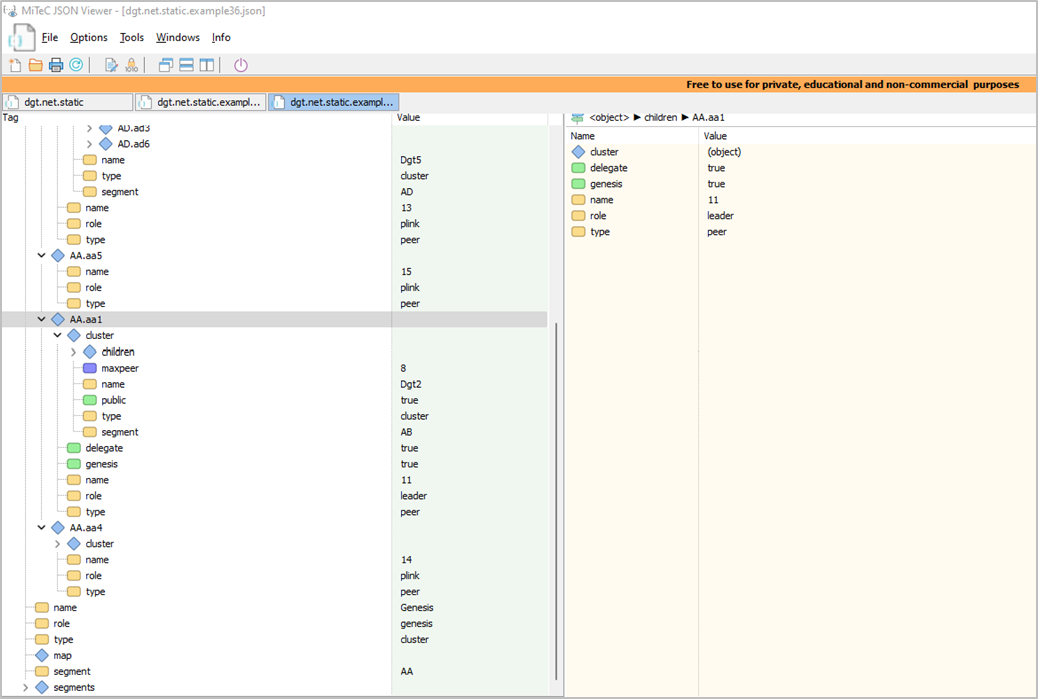 MiTeC JSON Viewer - [dgt.net.static.example36.json]
File Options Tools Windows Info
Free to use for private, educational and non-commercial purposes
dgt.net.static dgt.net.static.exampl... dgt.net.static.exampl...
Tag Value
AD.ad3
AD.ad6
name Dgt5
type cluster
segment AD
name 13
role plink
type peer
AA.aa5
name 15
role plink
type peer
AA.aa1
cluster
children
maxpeer 8
name Dgt2
public true
type cluster
segment AB
delegate true
genesis true
name 11
role leader
type peer
AA.aa4
cluster
name 14
role plink
type peer
name Genesis
role genesis
type cluster
map
segment AA
segments
<object> ▶ children ▶ AA.aa1
Name Value
cluster (object)
delegate true
genesis true
name 11
role leader
type peer